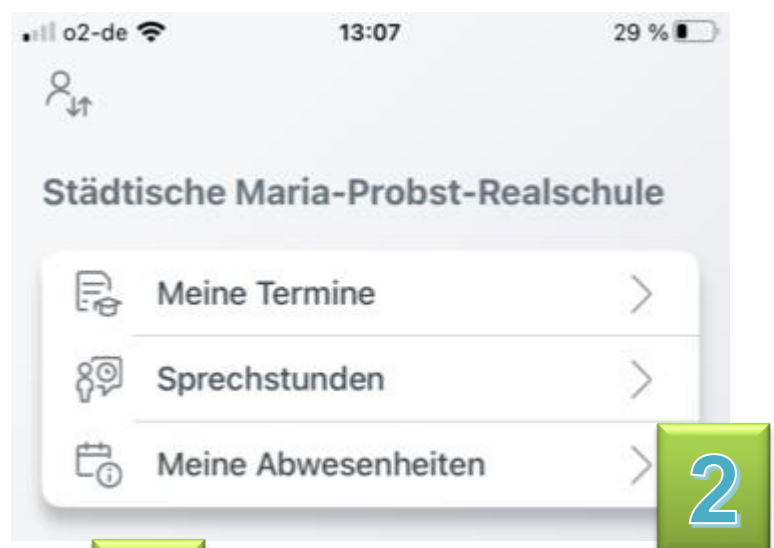 o2-de 13:07 29 %
Städtische Maria-Probst-Realschule
Meine Termine
Sprechstunden
Meine Abwesenheiten
2